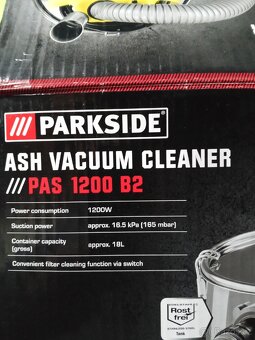 /// PARKSIDE®
ASH VACUUM CLEANER
/// PAS 1200 B2
Power consumption 1200W
Suction power approx. 16.5 kPa (165 mbar)
Container capacity (gross) approx. 18L
Convenient filter cleaning function via switch
Rost
frei
Tank